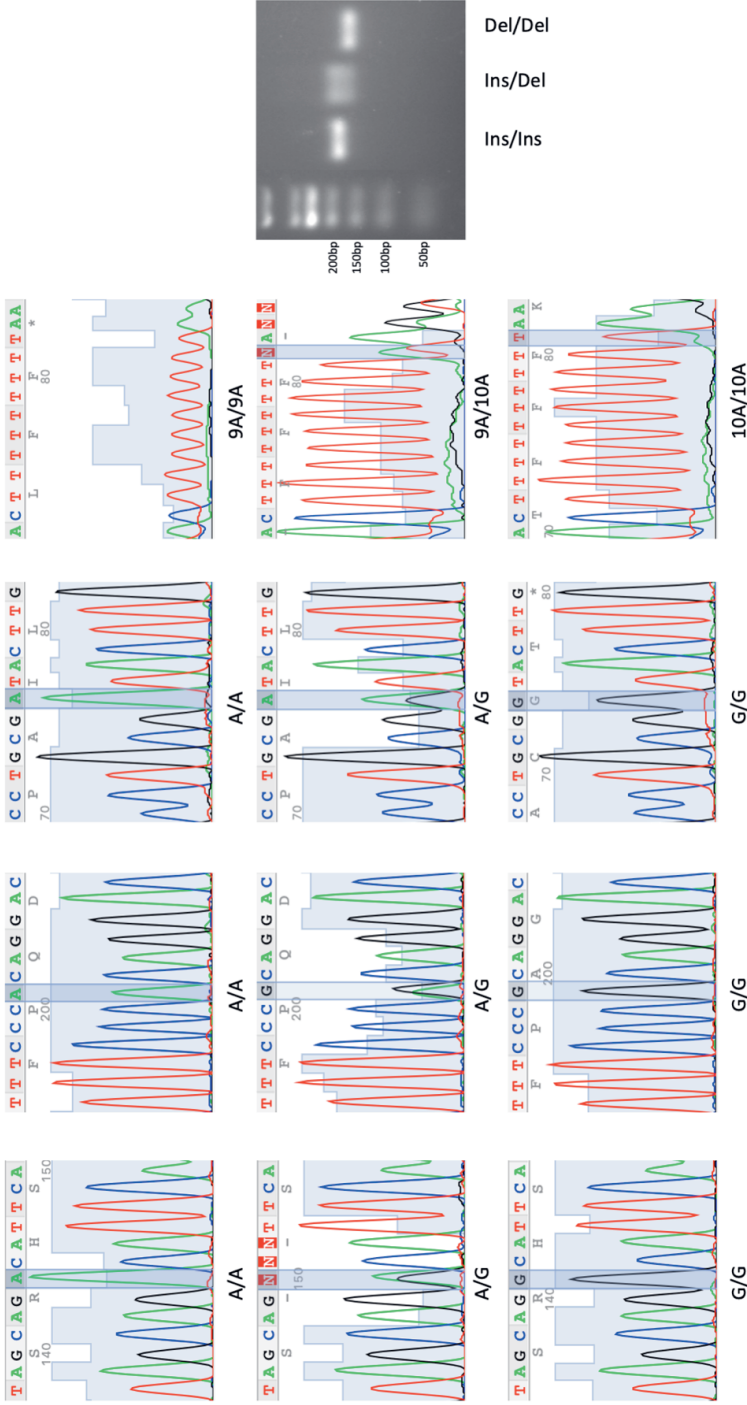 T A G C A G A C A T T C A
S R H S
140 150
A/A
T T T C C C A C A G G A C
F P Q D
200
A/A
C C T G C G A T A C T T G
P A I L
70 80
A/A
A C T T T T T T T T T A A
L F F *
80
9A/9A
T A G C A G N N N T T C A
S - - S
150
A/G
T T T C C C G C A G G A C
F P Q D
200
A/G
C C T G C G A T A C T T G
P A I L
80
A/G
A C T T T T T T T T T N A N N
F F -
80
9A/10A
T A G C A G G C A T T C A
S R H S
140
G/G
T T T C C C G C A G G A C
F P A G
200
G/G
C C T G C G G T A C T T G
A C G T *
70 80
G/G
A C T T T T T T T T T T A A
T F F F K
70 80
10A/10A
200bp
150bp
100bp
50bp
Ins/Ins
Ins/Del
Del/Del